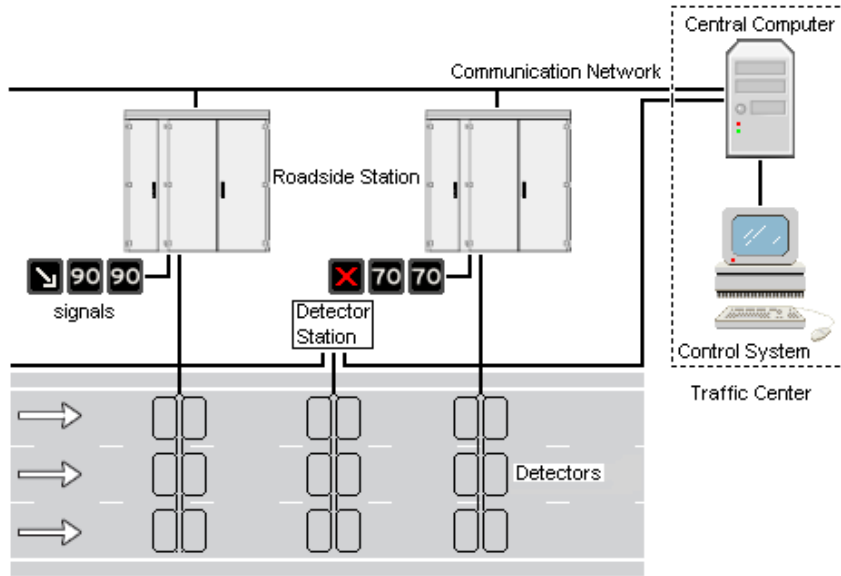 Central Computer
Communication Network
Roadside Station
90 90
70 70
signals
Detector
Station
Control System
Traffic Center
Detectors